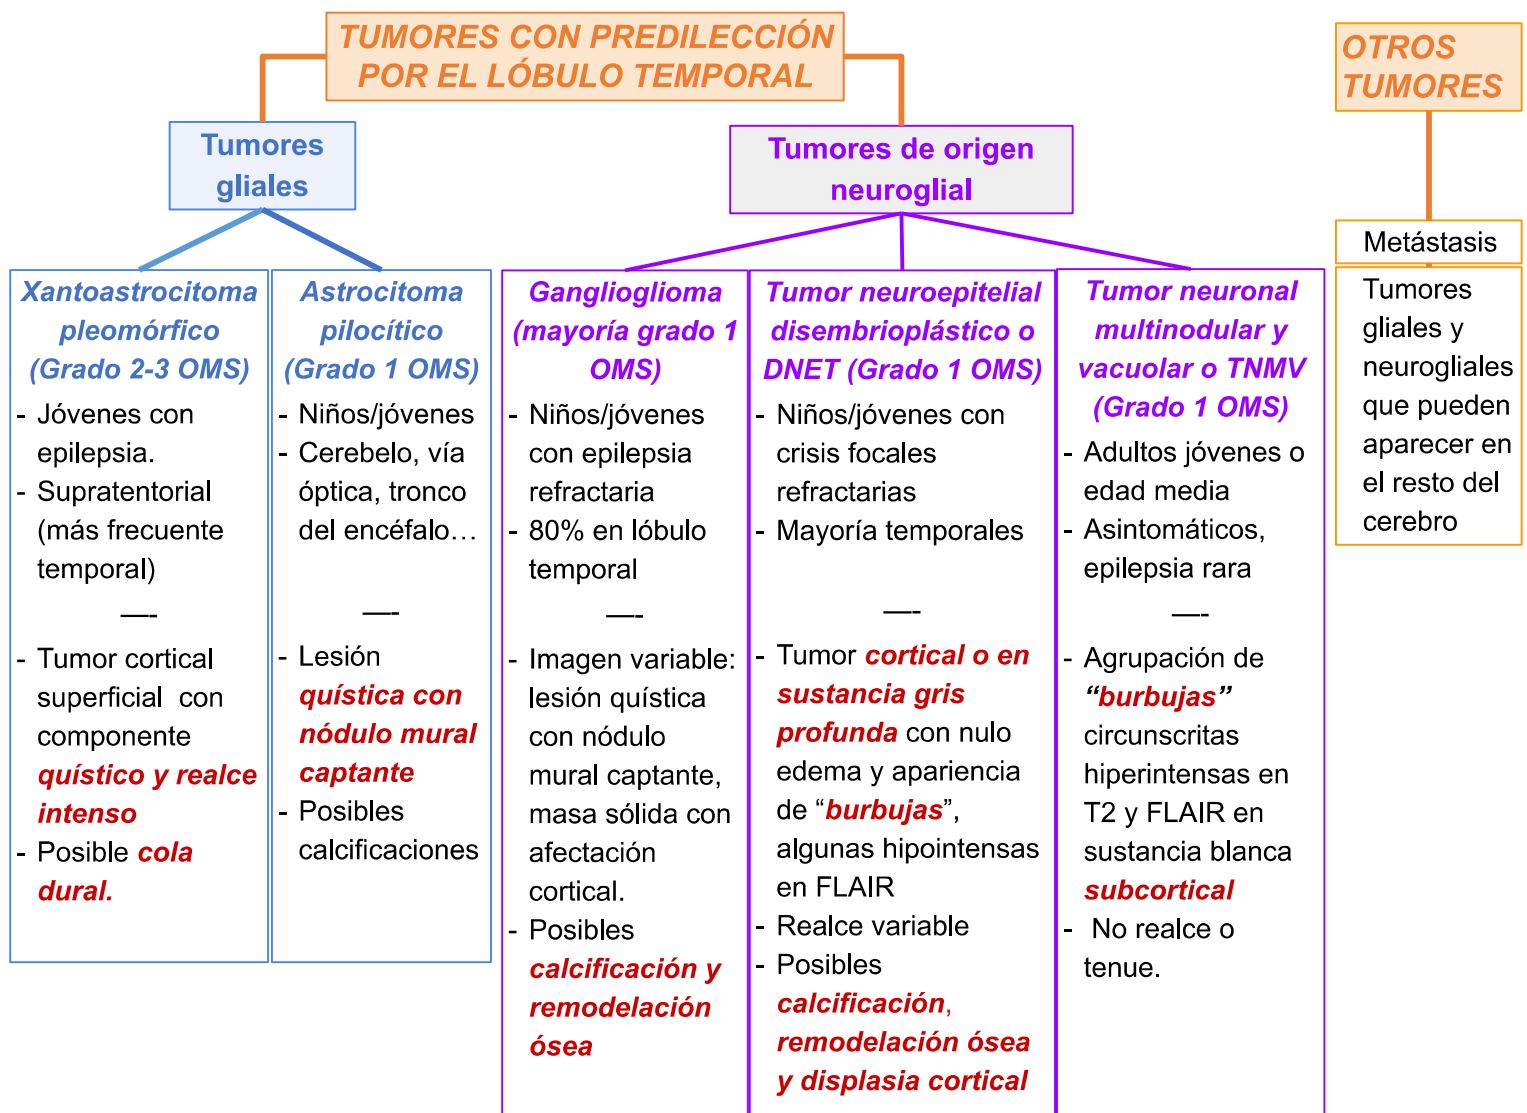 TUMORES CON PREDILECCIÓN
POR EL LÓBULO TEMPORAL
Tumores
gliales
Xantoastrocitoma
pleomórfico
(Grado 2-3 OMS)
- Jóvenes con
epilepsia.
- Supratentorial
(más frecuente
temporal)
—-
- Tumor cortical
superficial con
componente
quístico y realce
intenso
- Posible cola
dural.
Astrocitoma
pilocítico
(Grado 1 OMS)
- Niños/jóvenes
- Cerebelo, vía
óptica, tronco
del encéfalo…
—-
- Lesión
quística con
nódulo mural
captante
- Posibles
calcificaciones
Tumores de origen
neuroglial
Ganglioglioma
(mayoría grado 1
OMS)
- Niños/jóvenes
con epilepsia
refractaria
- 80% en lóbulo
temporal
—-
- Imagen variable:
lesión quística
con nódulo
mural captante,
masa sólida con
afectación
cortical.
- Posibles
calcificación y
remodelación
ósea
Tumor neuroepitelial
disembrioplástico o
DNET (Grado 1 OMS)
- Niños/jóvenes con
crisis focales
refractarias
- Mayoría temporales
—-
- Tumor cortical o en
sustancia gris
profunda con nulo
edema y apariencia
de “burbujas”,
algunas hipointensas
en FLAIR
- Realce variable
- Posibles
calcificación,
remodelación ósea
y displasia cortical
Tumor neuronal
multinodular y
vacuolar o TNMV
(Grado 1 OMS)
- Adultos jóvenes o
edad media
- Asintomáticos,
epilepsia rara
—-
- Agrupación de
“burbujas”
circunscritas
hiperintensas en
T2 y FLAIR en
sustancia blanca
subcortical
- No realce o
tenue.
OTROS
TUMORES
Metástasis
Tumores
gliales y
neurogliales
que pueden
aparecer en
el resto del
cerebro